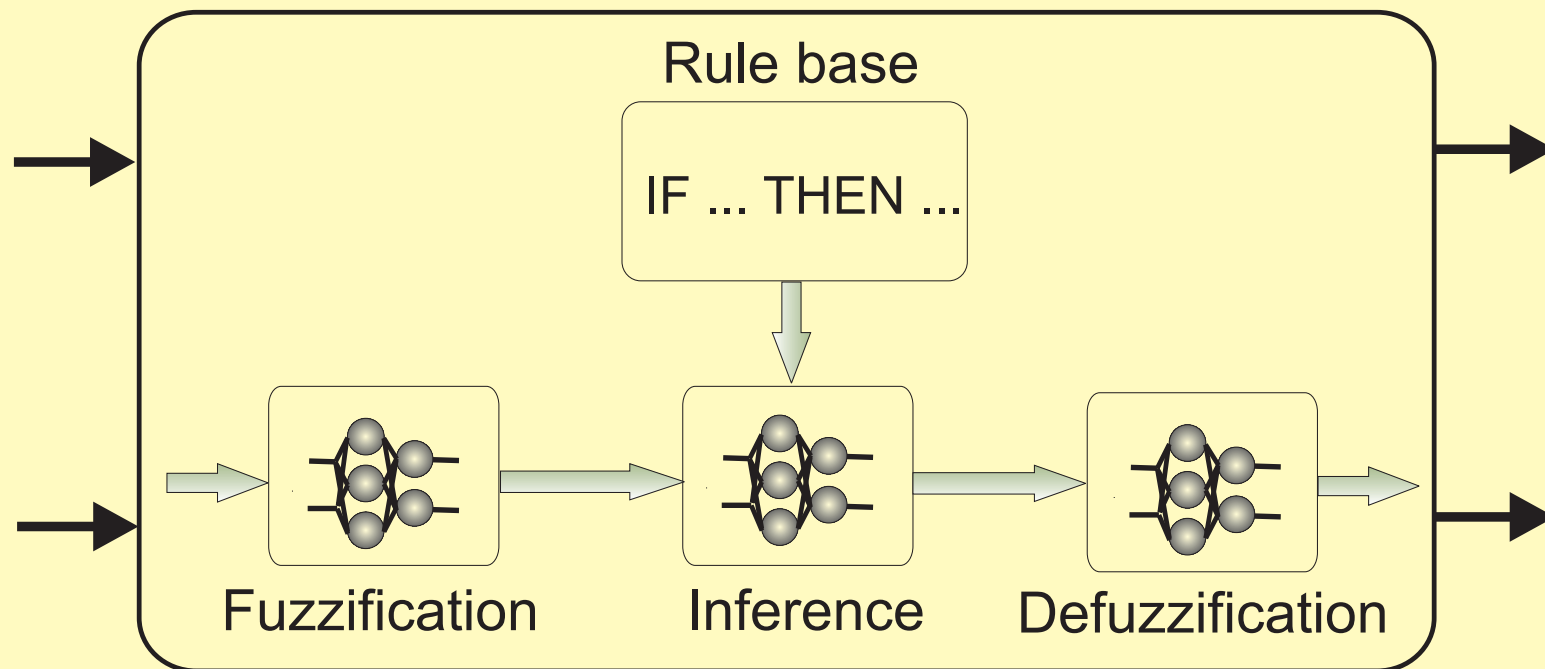 Rule base
IF ... THEN ...
Fuzzification
Inference
Defuzzification